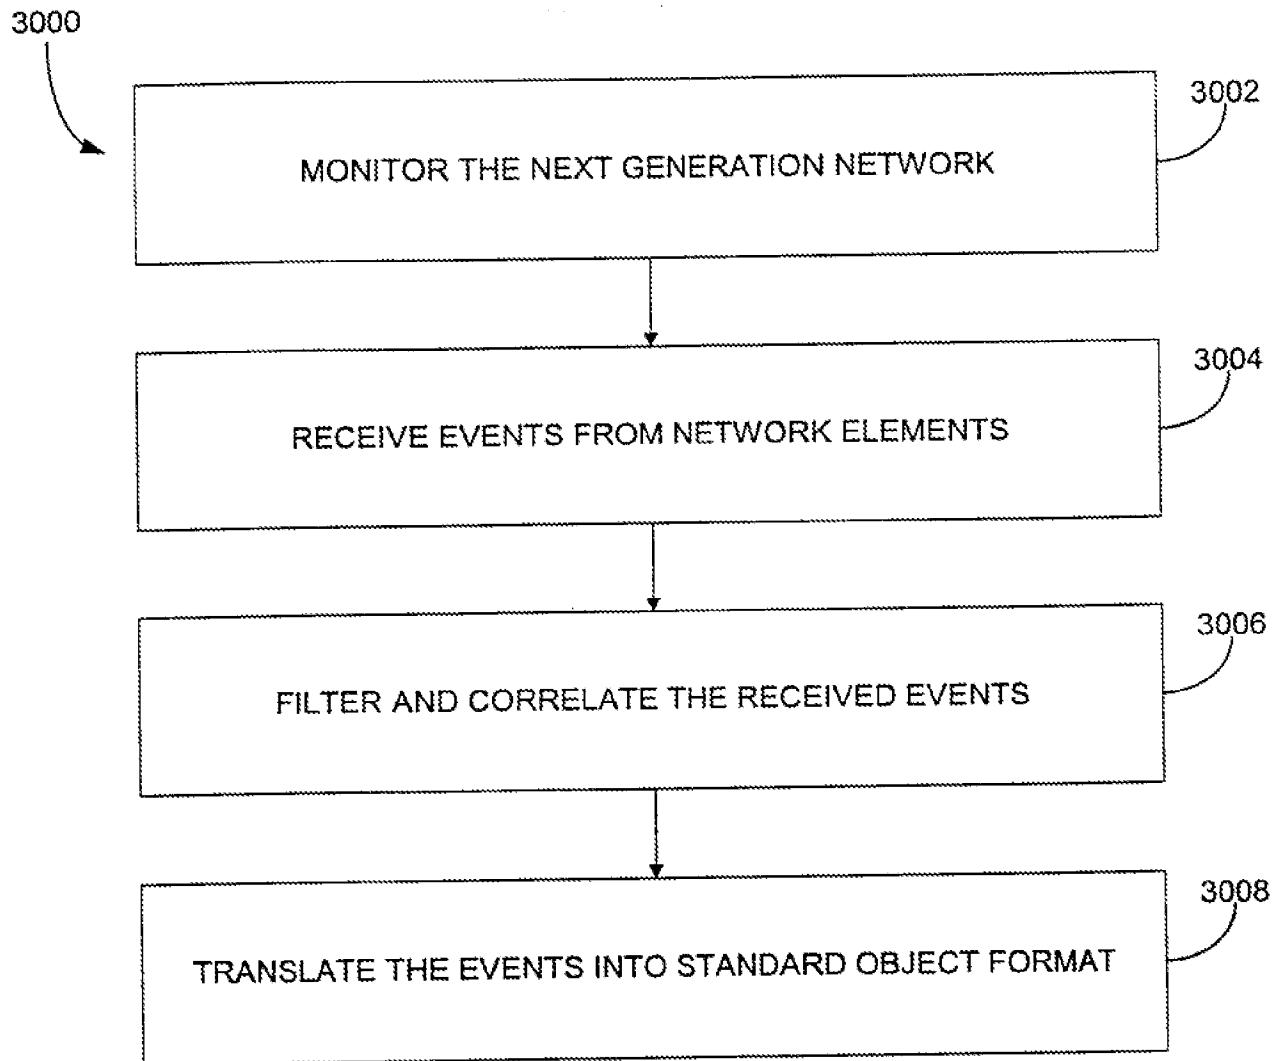 3000
3002
MONITOR THE NEXT GENERATION NETWORK
3004
RECEIVE EVENTS FROM NETWORK ELEMENTS
3006
FILTER AND CORRELATE THE RECEIVED EVENTS
3008
TRANSLATE THE EVENTS INTO STANDARD OBJECT FORMAT